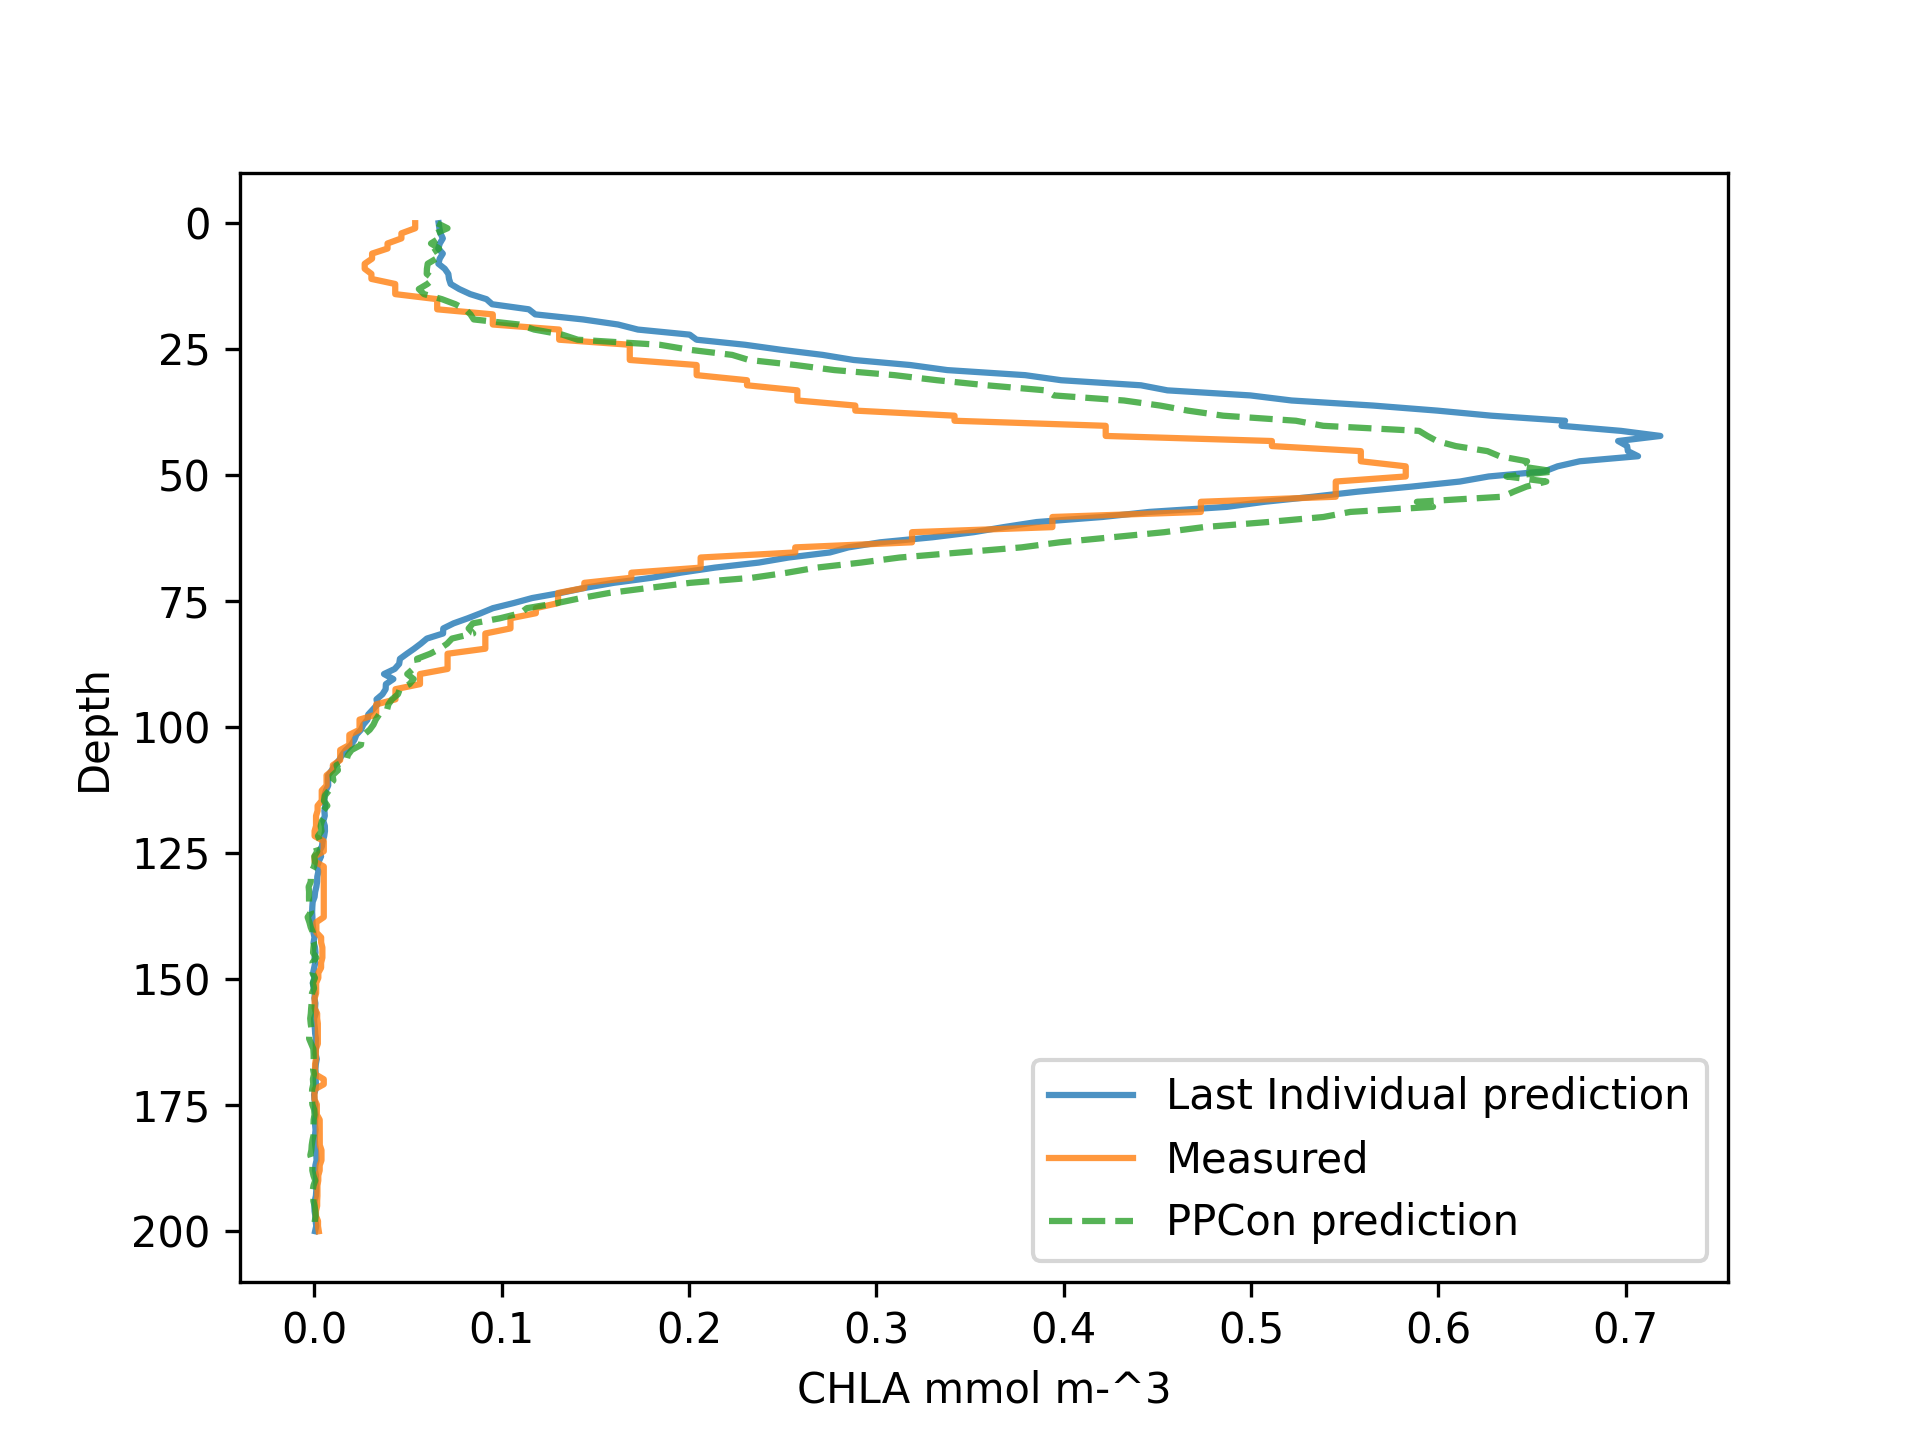 0
25
50
75
100
125
150
175
200
Depth
0.0 0.1 0.2 0.3 0.4 0.5 0.6 0.7
CHLA mmol m-^3
Last Individual prediction
Measured
PPCon prediction